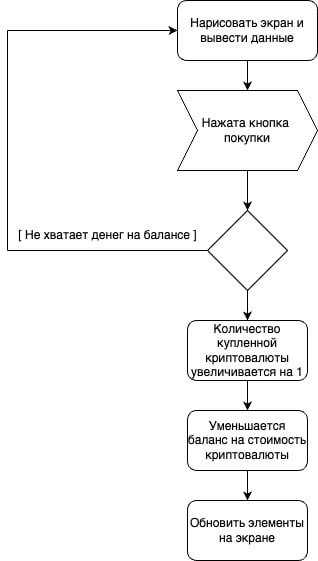 Нарисовать экран и
вывести данные
Нажата кнопка
покупки
[ Не хватает денег на балансе ]
Количество
купленной
криптовалюты
увеличивается на 1
Уменьшается
баланс на стоимость
криптовалюты
Обновить элементы
на экране